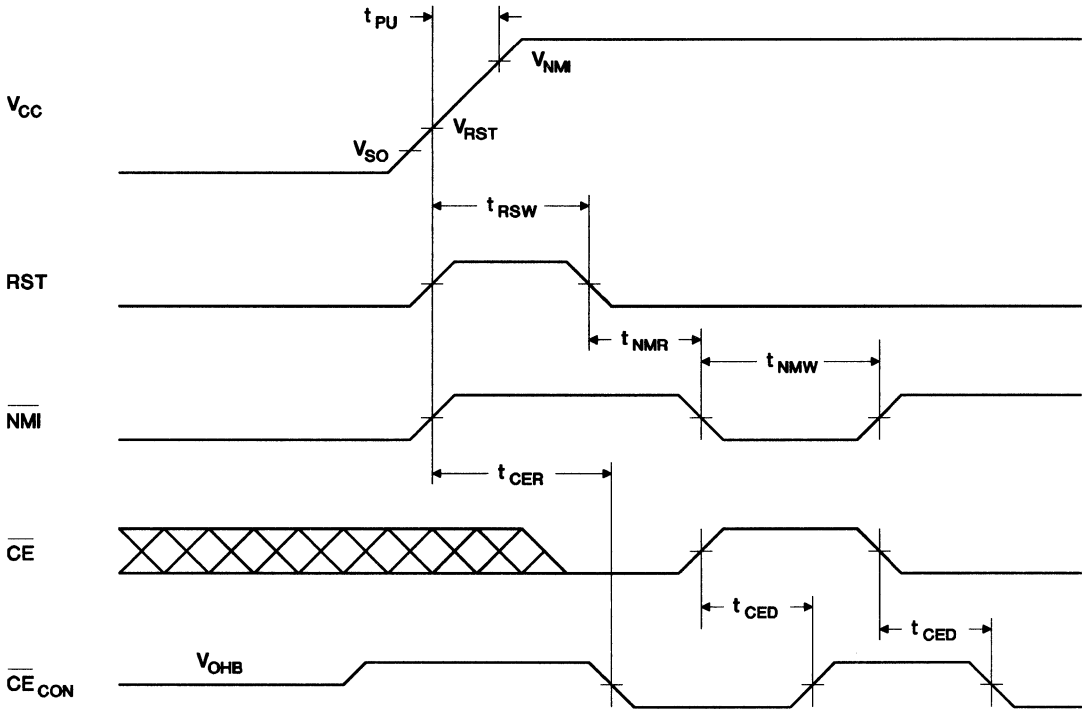 t PU
V NMI
V CC
V RST
V SO
t RSW
RST
t NMR
t NMW
NMI
t CER
CE
t CED
t CED
V OHB
CE CON